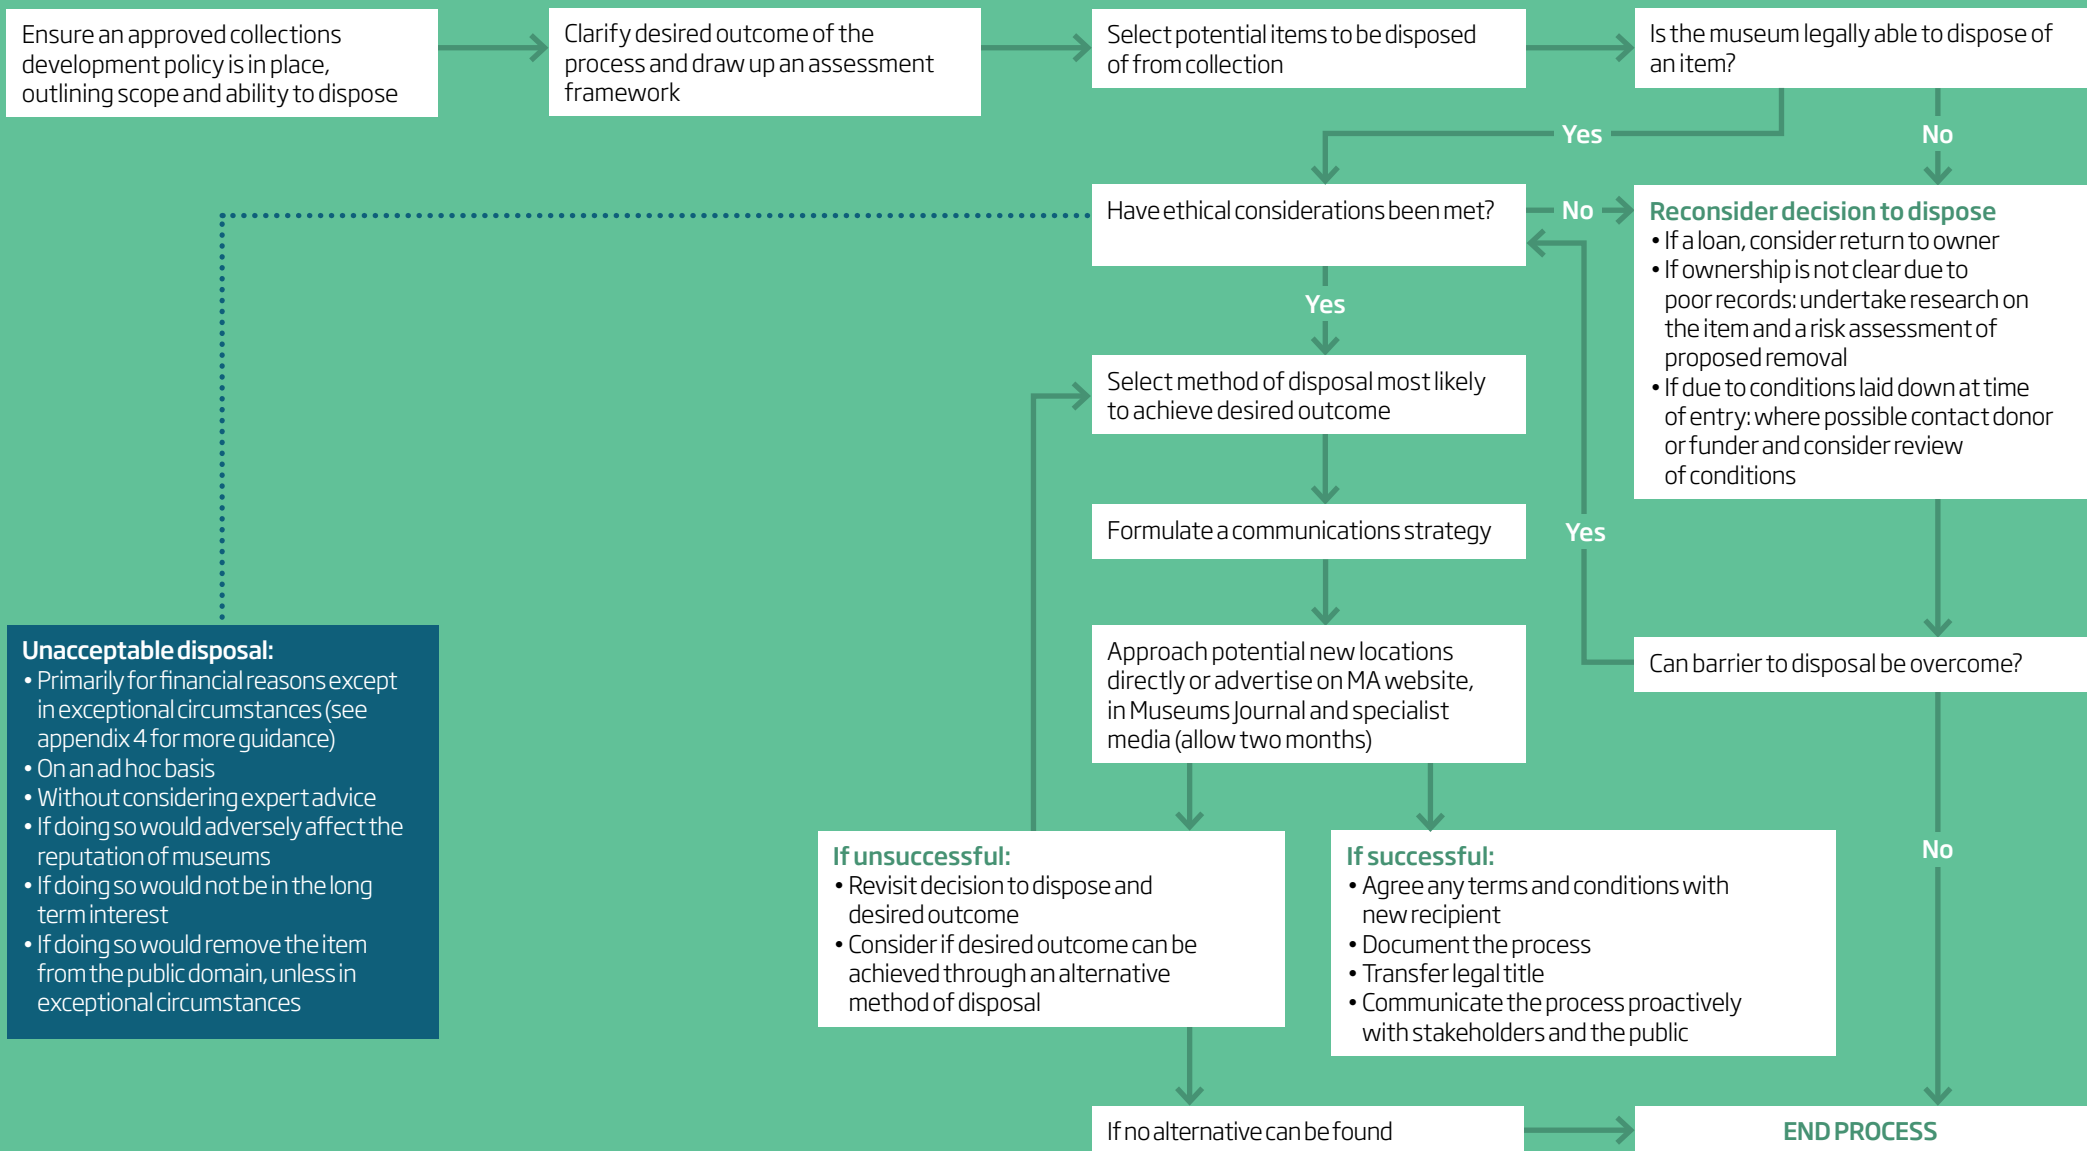 Ensure an approved collections
development policy is in place,
outlining scope and ability to dispose
Clarify desired outcome of the
process and draw up an assessment
framework
Select potential items to be disposed
of from collection
Is the museum legally able to dispose of
an item?
Yes
No
Have ethical considerations been met?
No
Reconsider decision to dispose
• If a loan, consider return to owner
• If ownership is not clear due to
poor records: undertake research on
the item and a risk assessment of
proposed removal
• If due to conditions laid down at time
of entry: where possible contact donor
or funder and consider review
of conditions
Yes
Select method of disposal most likely
to achieve desired outcome
Formulate a communications strategy
Yes
Approach potential new locations
directly or advertise on MA website,
in Museums Journal and specialist
media (allow two months)
Can barrier to disposal be overcome?
Unacceptable disposal:
• Primarily for financial reasons except
in exceptional circumstances (see
appendix 4 for more guidance)
• On an ad hoc basis
• Without considering expert advice
• If doing so would adversely affect the
reputation of museums
• If doing so would not be in the long
term interest
• If doing so would remove the item
from the public domain, unless in
exceptional circumstances
If unsuccessful:
• Revisit decision to dispose and
desired outcome
• Consider if desired outcome can be
achieved through an alternative
method of disposal
If successful:
• Agree any terms and conditions with
new recipient
• Document the process
• Transfer legal title
• Communicate the process proactively
with stakeholders and the public
No
If no alternative can be found
END PROCESS